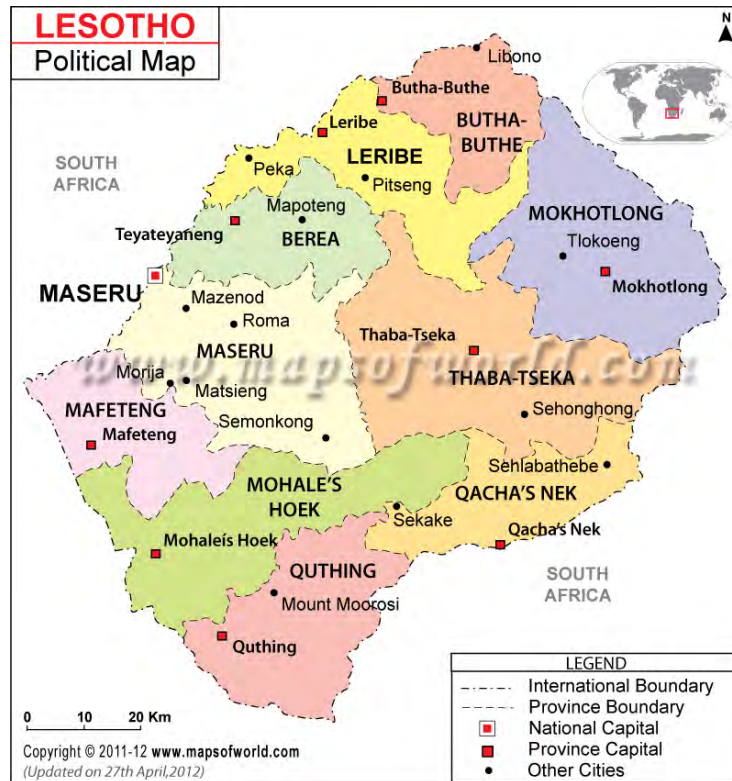 LESOTHO
Political Map
N
Libono
Butha-Buthe
BUTHA-
BUTHE
Leribe
LERIBE
Peka
Pitseng
SOUTH
AFRICA
Mapoteng
Teyateyaneng
BEREA
MOKHOTLONG
Tlokoeng
Mokhotlong
MASERU
Mazenod
Roma
MASERU
Thaba-Tseka
www.mapsofworld.com
THABA-TSEKA
Morija
Matsieng
MAFETENG
Mafeteng
Semonkong
Sehonghong
Sehlabathebe
MOHALE'S
HOEK
QACHA'S NEK
Sekake
Mohaleís Hoek
Qacha's Nek
QUTHING
SOUTH
AFRICA
Mount Moorosi
Quthing
LEGEND
International Boundary
Province Boundary
National Capital
Province Capital
Other Cities
0 10 20 Km
Copyright © 2011-12 www.mapsofworld.com
(Updated on 27th April,2012)